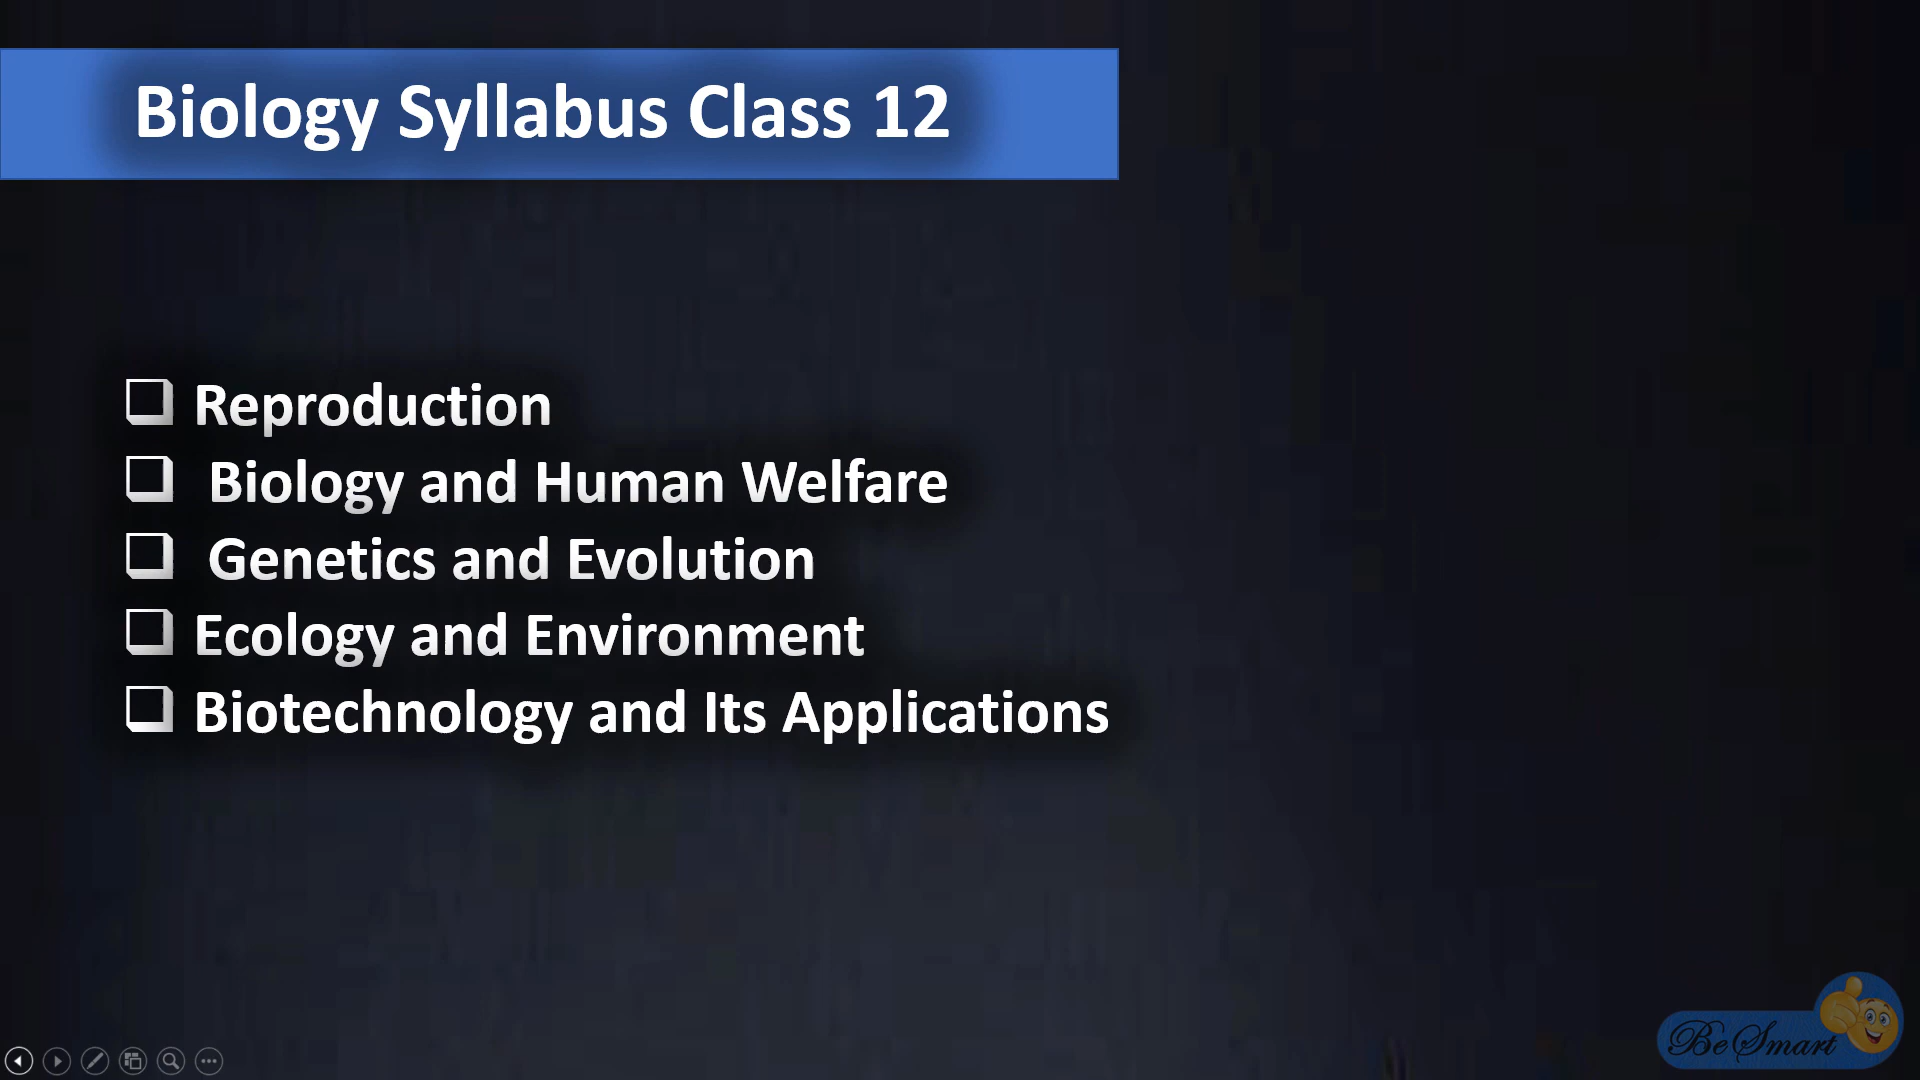 Biology Syllabus Class 12
Reproduction
Biology and Human Welfare
Genetics and Evolution
Ecology and Environment
Biotechnology and Its Applications
Be Smart